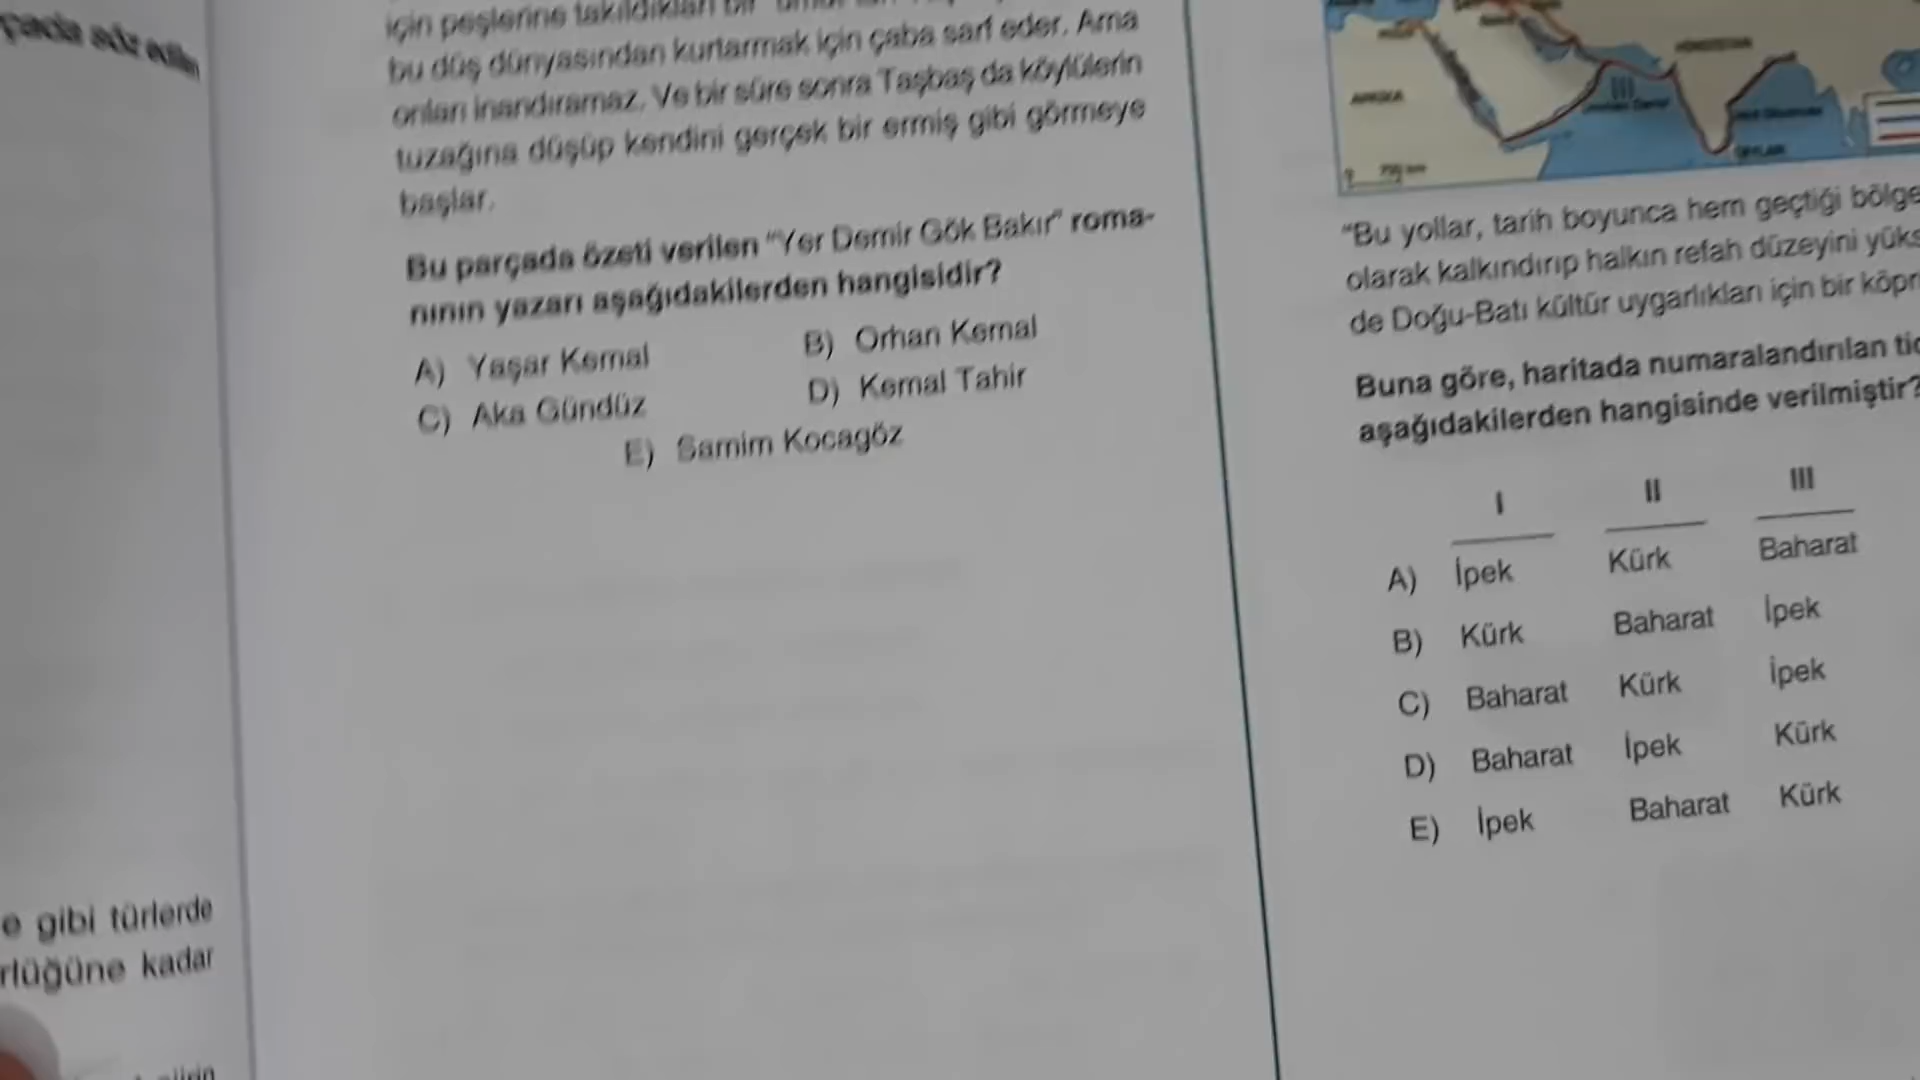 için peşlerine takıldıkları bir
bu düş dünyasından kurtarmak için çaba sarf eder. Ama
onları inandıramaz. Ve bir süre sonra Taşbaş da köylülerin
tuzağına düşüp kendini gerçek bir ermiş gibi görmeye
başlar.
Bu parçada özeti verilen "Yer Demir Gök Bakır" roma-
nının yazarı aşağıdakilerden hangisidir?
A) Yaşar Kemal
B) Orhan Kemal
C) Aka Gündüz
D) Kemal Tahir
E) Samim Kocagöz
e gibi türlerde
rlüğüne kadar
AFRİKA
III
"Bu yollar, tarih boyunca hem geçtiği bölge
olarak kalkındırıp halkın refah düzeyini yüks
de Doğu-Batı kültür uygarlıkları için bir köpr
Buna göre, haritada numaralandırılan tic
aşağıdakilerden hangisinde verilmiştir?
I II III
A) İpek Kürk Baharat
B) Kürk Baharat İpek
C) Baharat Kürk İpek
D) Baharat İpek Kürk
E) İpek Baharat Kürk